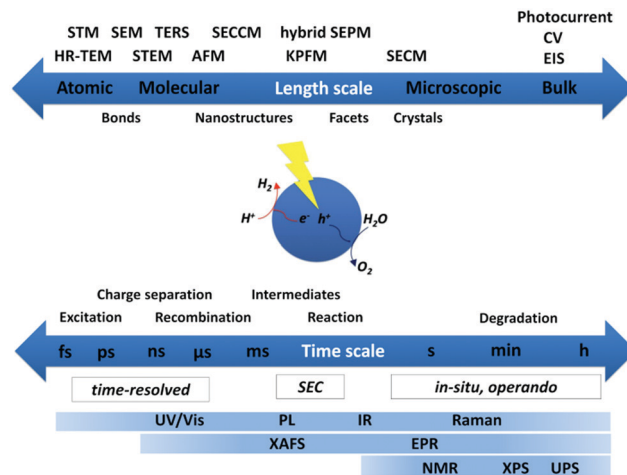 Photocurrent
STM SEM TERS SECCM hybrid SEPM CV
HR-TEM STEM AFM KPFM SECM EIS
Atomic Molecular Length scale Microscopic Bulk
Bonds Nanostructures Facets Crystals
H2
H+ e- h+ H2O
O2
Charge separation Intermediates
Excitation Recombination Reaction Degradation
fs ps ns μs ms Time scale s min h
time-resolved SEC in-situ, operando
UV/Vis PL IR Raman
XAFS EPR
NMR XPS UPS